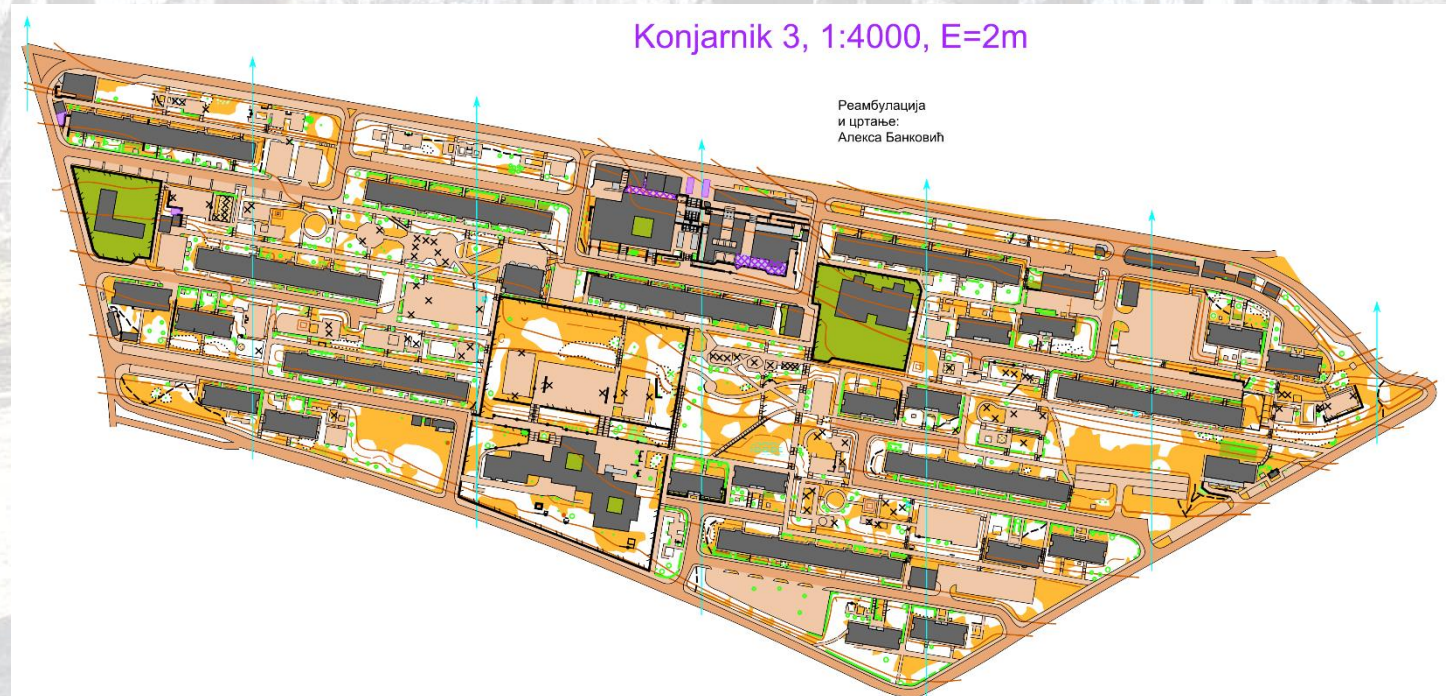 Konjarnik 3, 1:4000, E=2m
Реамбулација
и цртање:
Алекса Банковић